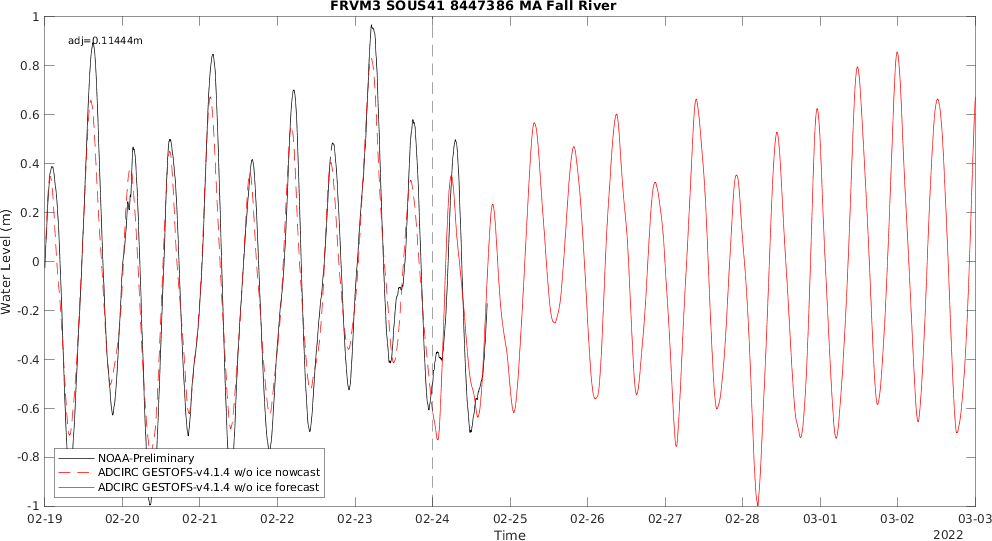 FRVM3 SOUS41 8447386 MA Fall River
adj=0.11444m
Water Level (m)
1
0.8
0.6
0.4
0.2
0
-0.2
-0.4
-0.6
-0.8
-1
NOAA-Preliminary
ADCIRC GESTOFS-v4.1.4 w/o ice nowcast
ADCIRC GESTOFS-v4.1.4 w/o ice forecast
02-19 02-20 02-21 02-22 02-23 02-24 02-25 02-26 02-27 02-28 03-01 03-02 03-03
Time
2022